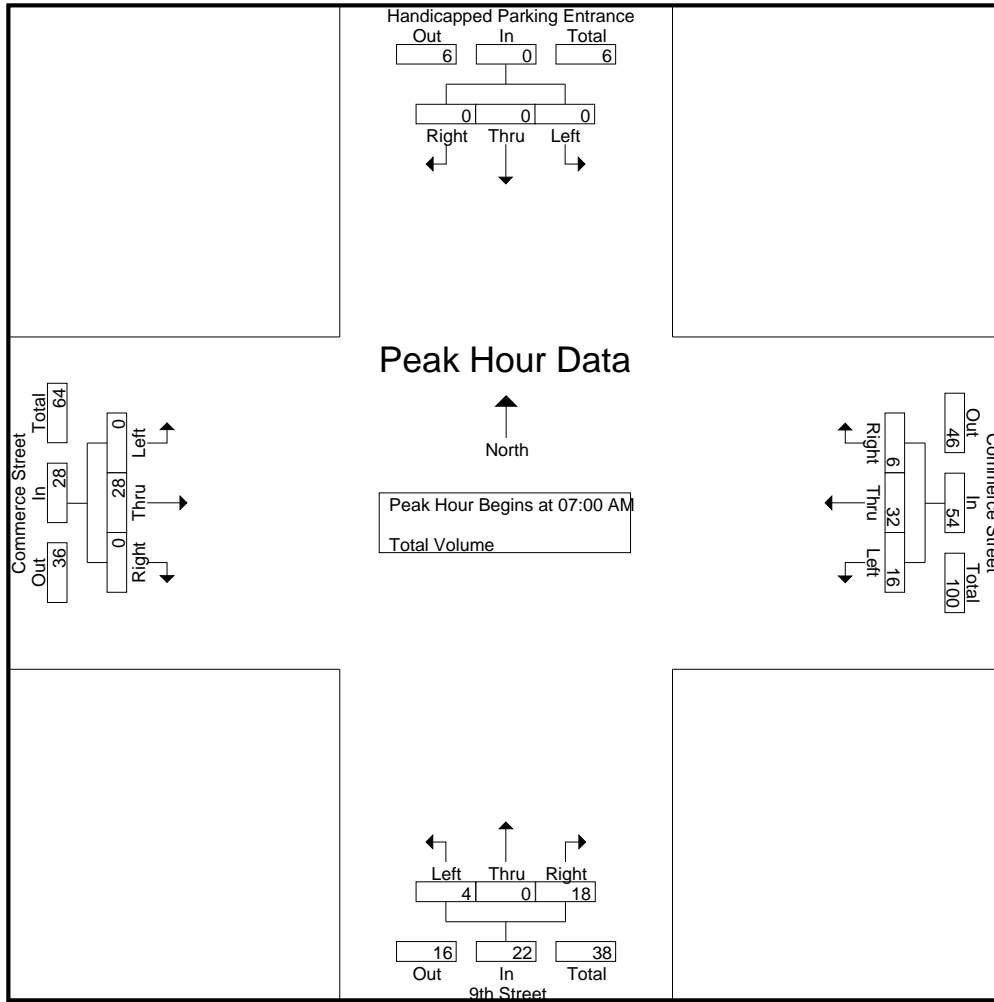 Handicapped Parking Entrance
Out In Total
6 0 6
0 0 0
Right Thru Left
Peak Hour Data
North
Peak Hour Begins at 07:00 AM
Total Volume
Commerce Street
Total In Out
64 28 36
0 28 0
Left Thru Right
Right Thru Left
6 32 16
46 54 100
Out In Total
Commerce Street
Left Thru Right
4 0 18
16 22 38
Out In Total
9th Street